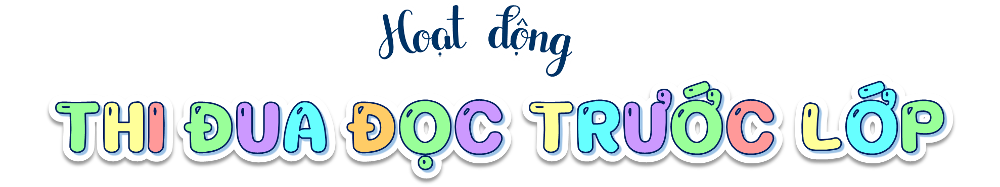 Hoạt động
THI ĐUA ĐỌC TRƯỚC LỚP